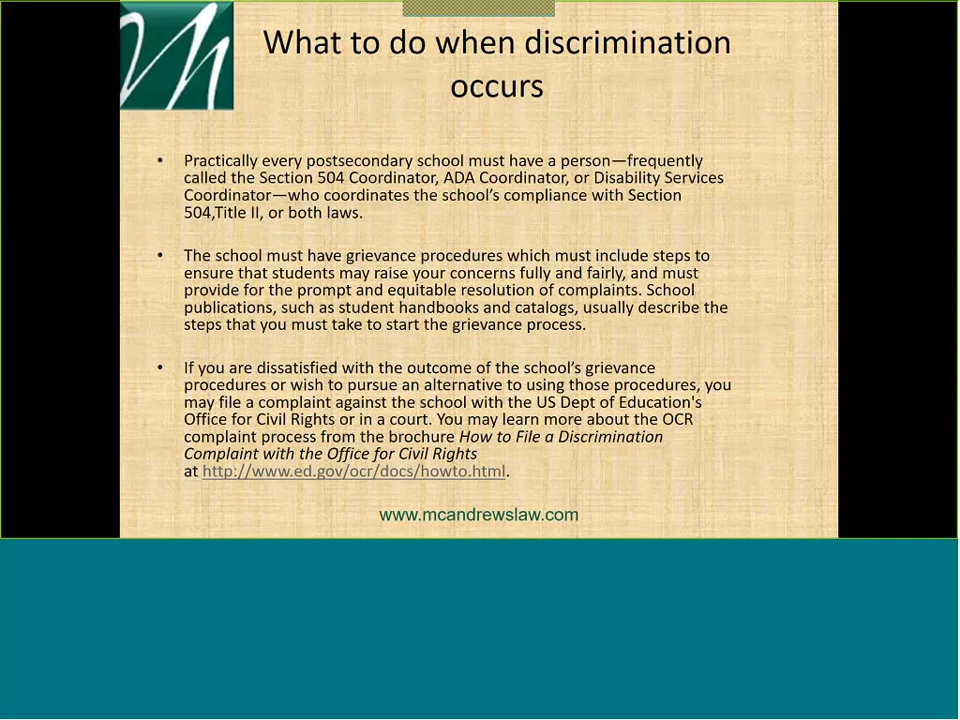 What to do when discrimination
occurs
• Practically every postsecondary school must have a person—frequently
called the Section 504 Coordinator, ADA Coordinator, or Disability Services
Coordinator—who coordinates the school’s compliance with Section
504,Title II, or both laws.
• The school must have grievance procedures which must include steps to
ensure that students may raise your concerns fully and fairly, and must
provide for the prompt and equitable resolution of complaints. School
publications, such as student handbooks and catalogs, usually describe the
steps that you must take to start the grievance process.
• If you are dissatisfied with the outcome of the school’s grievance
procedures or wish to pursue an alternative to using those procedures, you
may file a complaint against the school with the US Dept of Education's
Office for Civil Rights or in a court. You may learn more about the OCR
complaint process from the brochure How to File a Discrimination
Complaint with the Office for Civil Rights
at http://www.ed.gov/ocr/docs/howto.html.
www.mcandrewslaw.com